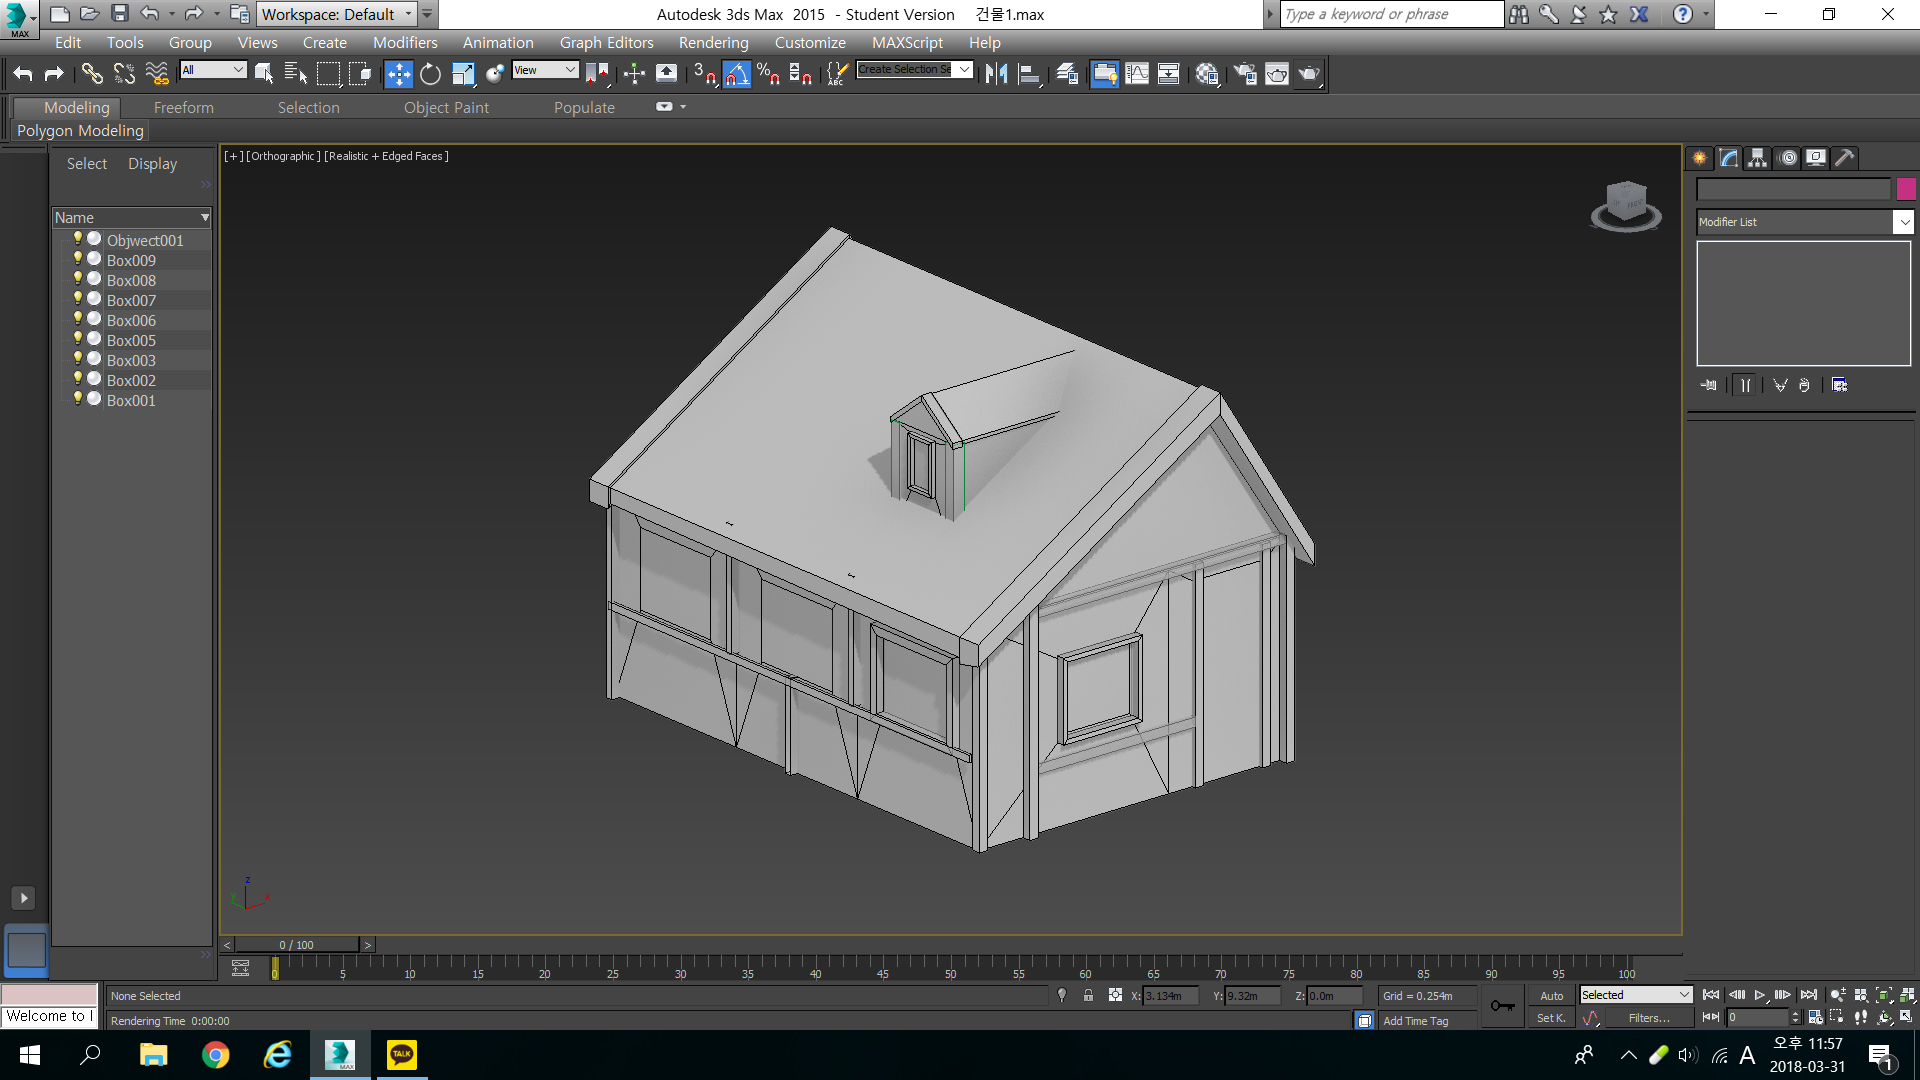 Workspace: Default
Autodesk 3ds Max 2015 - Student Version 건물1.max
Type a keyword or phrase
MAX
Edit Tools Group Views Create Modifiers Animation Graph Editors Rendering Customize MAXScript Help
All
View
3
%
ABC
Create Selection Se
Modeling Freeform Selection Object Paint Populate
Polygon Modeling
Select Display
[+] [Orthographic] [Realistic + Edged Faces]
Name
Objwect001
Box009
Box008
Box007
Box006
Box005
Box003
Box002
Box001
Modifier List
z
x
0 / 100
0 5 10 15 20 25 30 35 40 45 50 55 60 65 70 75 80 85 90 95 100
None Selected
X: 3.134m Y: 9.32m Z: 0.0m
Grid = 0.254m
Auto
Selected
Welcome to I
Rendering Time 0:00:00
Add Time Tag
Set K.
Filters...
0
MAX
TALK
A
오후 11:57
2018-03-31
1